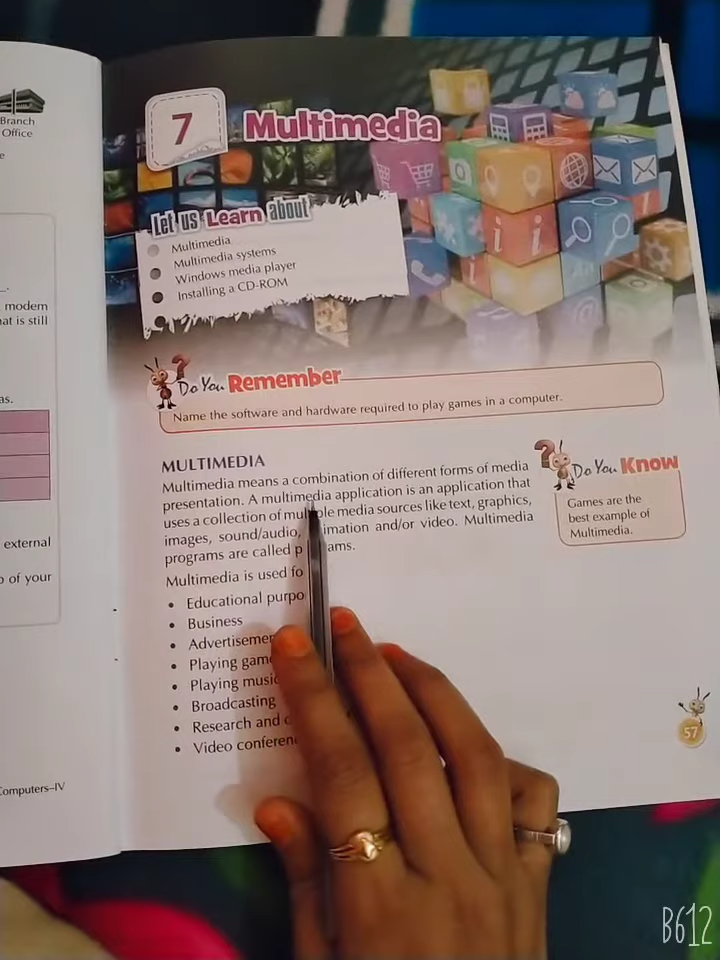 Branch
Office
e
modem
at is still
as.
external
o of your
Computers–IV
7
Multimedia
Let us Learn about
Multimedia
Multimedia systems
Windows media player
Installing a CD-ROM
Do You Remember
Name the software and hardware required to play games in a computer.
MULTIMEDIA
Multimedia means a combination of different forms of media
presentation. A multimedia application is an application that
uses a collection of multiple media sources like text, graphics,
images, sound/audio, imation and/or video. Multimedia
programs are called p ams.
Multimedia is used fo
• Educational purpo
• Business
• Advertisemen
• Playing game
• Playing music
• Broadcasting
• Research and
• Video conferen
? Do You Know
Games are the
best example of
Multimedia.
57
B612